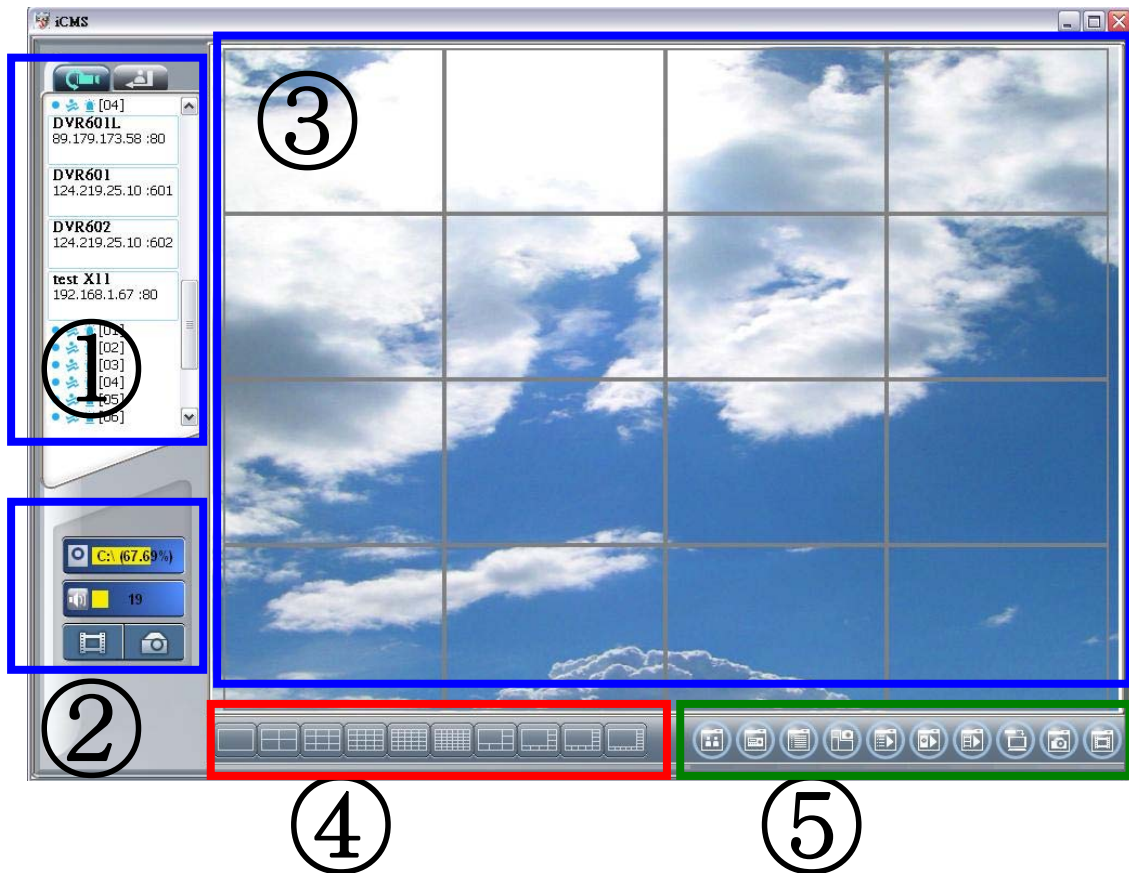 iCMS
[04]
DVR601L
89.179.173.58 :80
DVR601
124.219.25.10 :601
DVR602
124.219.25.10 :602
test X11
192.168.1.67 :80
[01]
[02]
[03]
[04]
[05]
[06]
①
③
C:\ (67.69%)
19
②
④
⑤